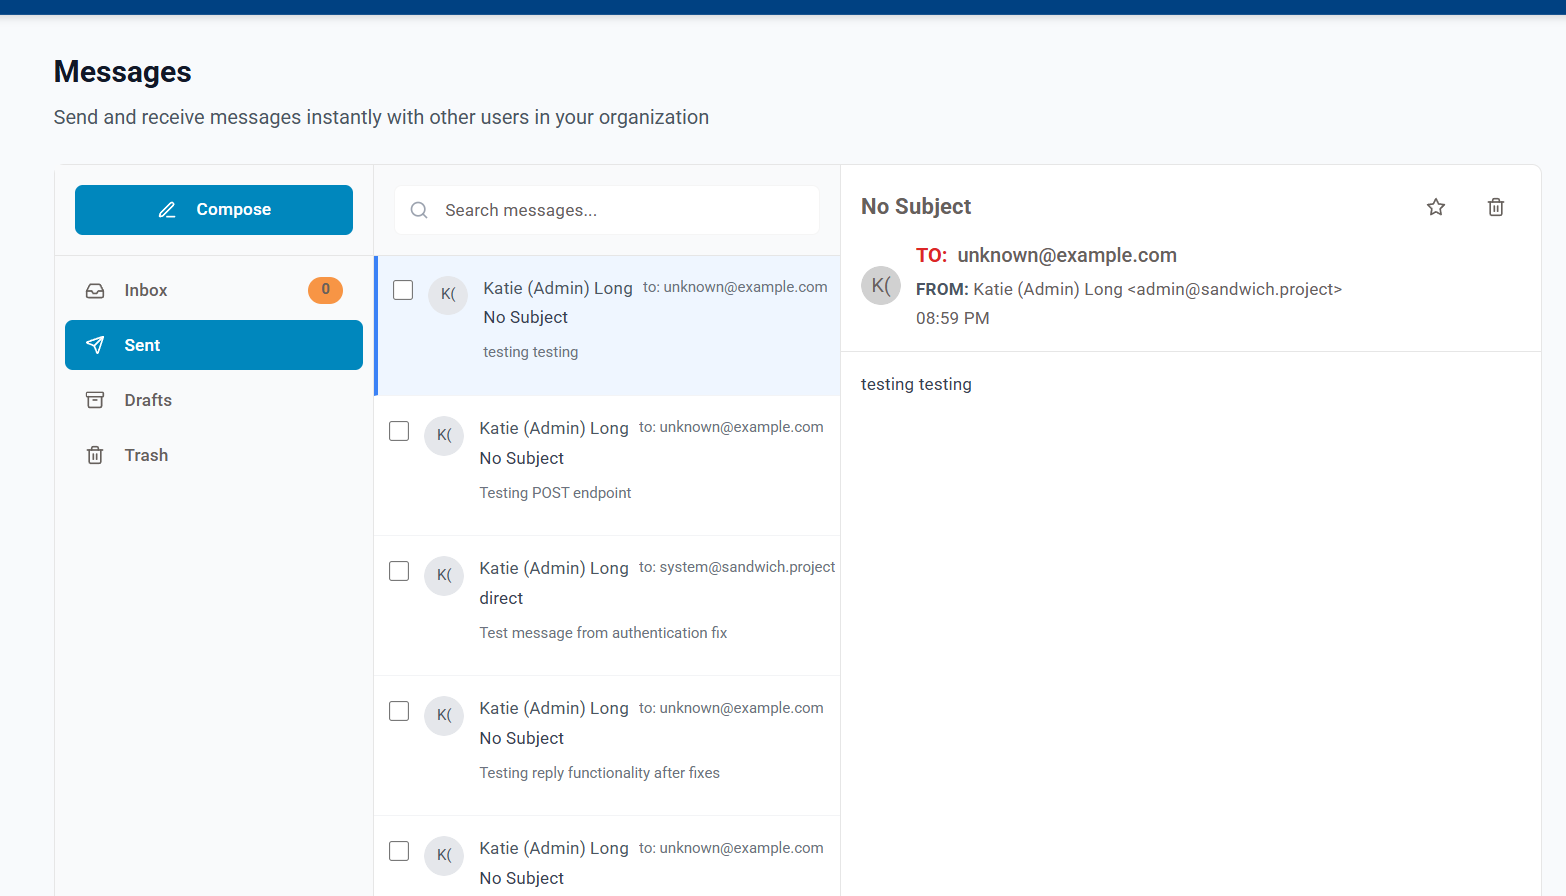 Messages
Send and receive messages instantly with other users in your organization
Compose
Inbox
0
Sent
Drafts
Trash
Search messages...
K(
Katie (Admin) Long to: unknown@example.com
No Subject
testing testing
K(
Katie (Admin) Long to: unknown@example.com
No Subject
Testing POST endpoint
K(
Katie (Admin) Long to: system@sandwich.project
direct
Test message from authentication fix
K(
Katie (Admin) Long to: unknown@example.com
No Subject
Testing reply functionality after fixes
K(
Katie (Admin) Long to: unknown@example.com
No Subject
No Subject
K(
TO: unknown@example.com
FROM: Katie (Admin) Long <admin@sandwich.project>
08:59 PM
testing testing